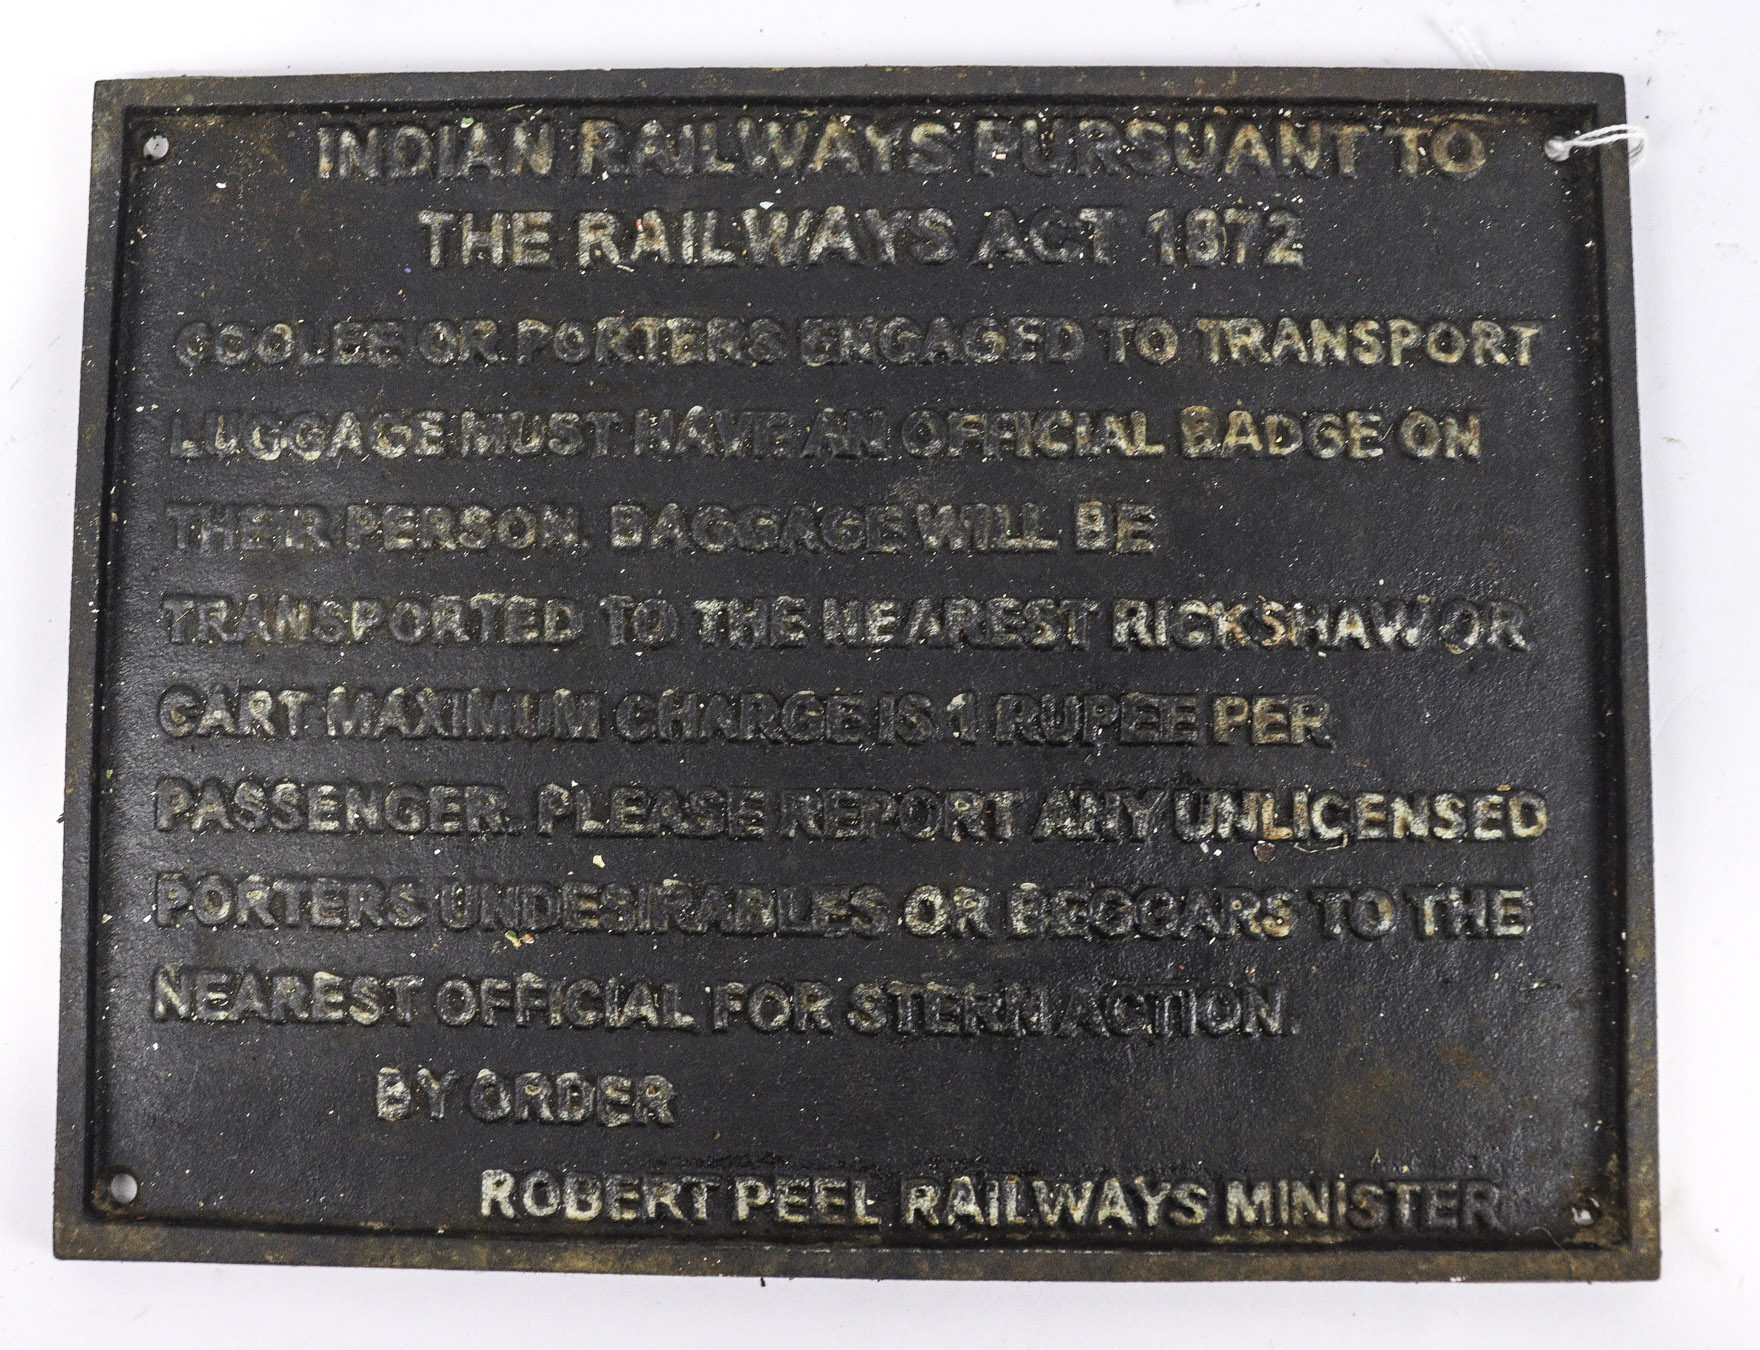 INDIAN RAILWAYS PURSUANT TO
THE RAILWAYS ACT 1872
COOLEE OR PORTERS ENGAGED TO TRANSPORT
LUGGAGE MUST HAVE AN OFFICIAL BADGE ON
THEIR PERSON. BAGGAGE WILL BE
TRANSPORTED TO THE NEAREST RICKSHAW OR
CART MAXIMUM CHARGE IS 1 RUPEE PER
PASSENGER. PLEASE REPORT ANY UNLICENSED
PORTERS UNDESIRABLES OR BEGGARS TO THE
NEAREST OFFICIAL FOR STERN ACTION.
BY ORDER
ROBERT PEEL RAILWAYS MINISTER